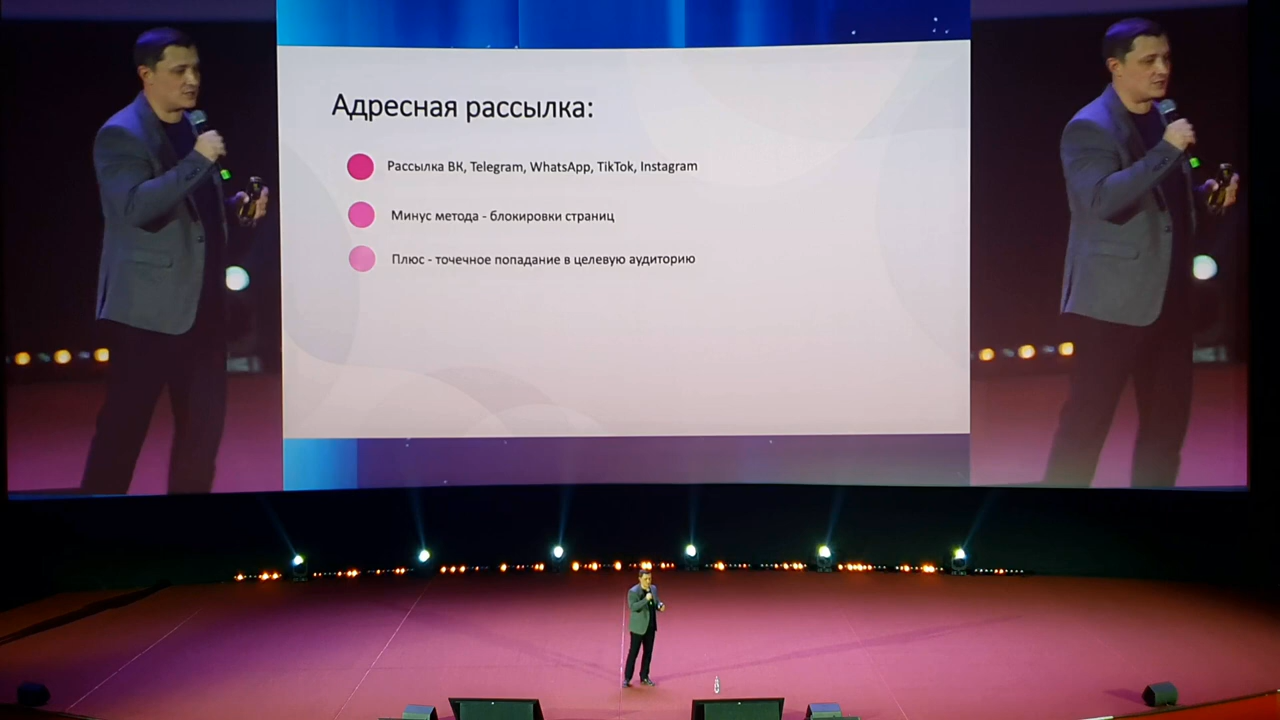 Адресная рассылка:
Рассылка ВК, Telegram, WhatsApp, TikTok, Instagram
Минус метода - блокировки страниц
Плюс - точечное попадание в целевую аудиторию